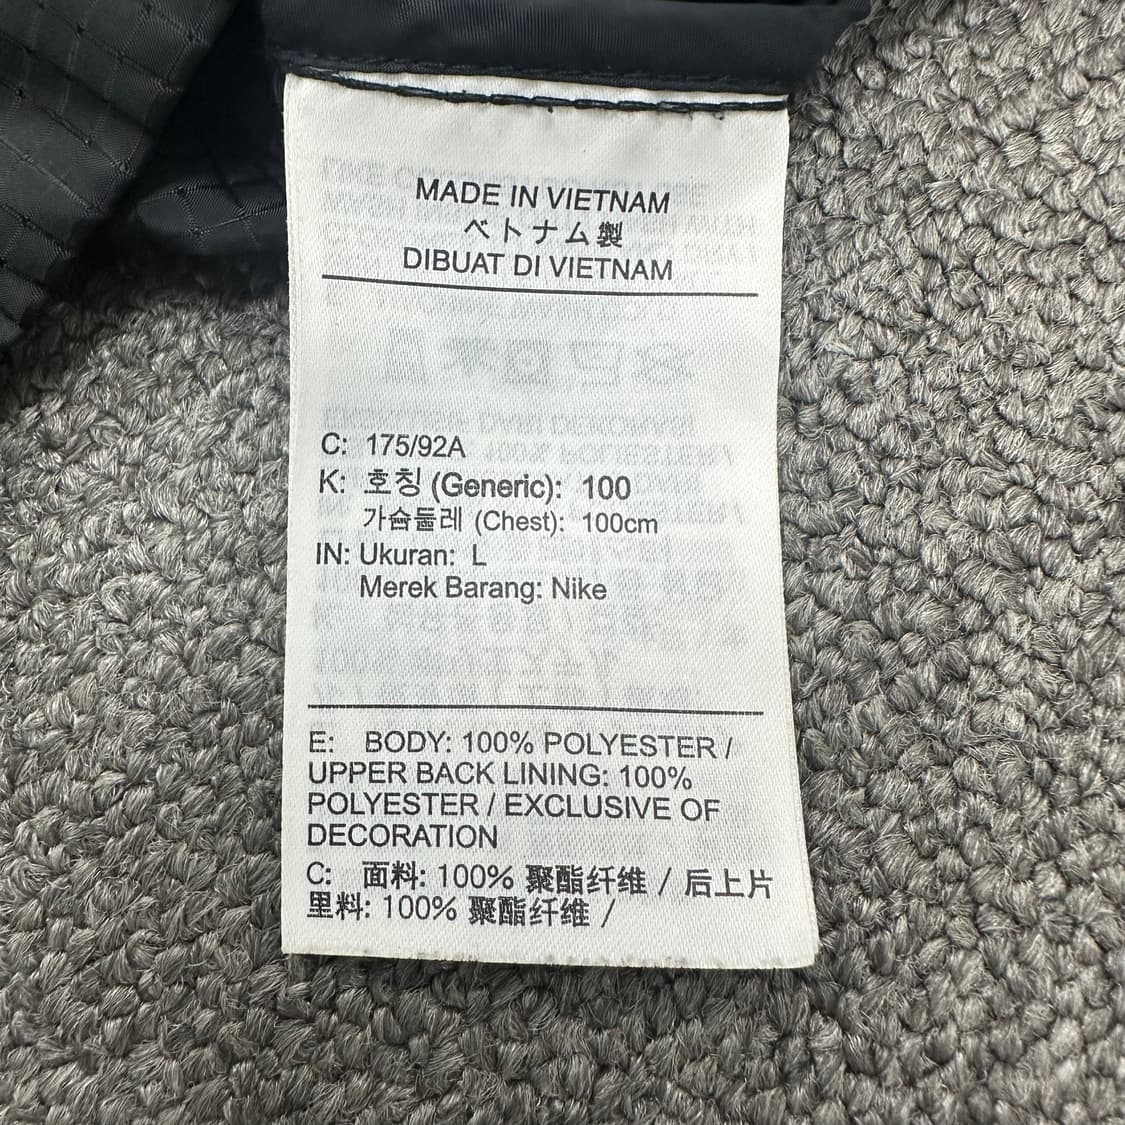 MADE IN VIETNAM
ベトナム製
DIBUAT DI VIETNAM
C: 175/92A
K: 호칭 (Generic): 100
가슴둘레 (Chest): 100cm
IN: Ukuran: L
Merek Barang: Nike
E: BODY: 100% POLYESTER /
UPPER BACK LINING: 100%
POLYESTER / EXCLUSIVE OF
DECORATION
C: 面料: 100% 聚酯纤维 / 后上片
里料: 100% 聚酯纤维 /